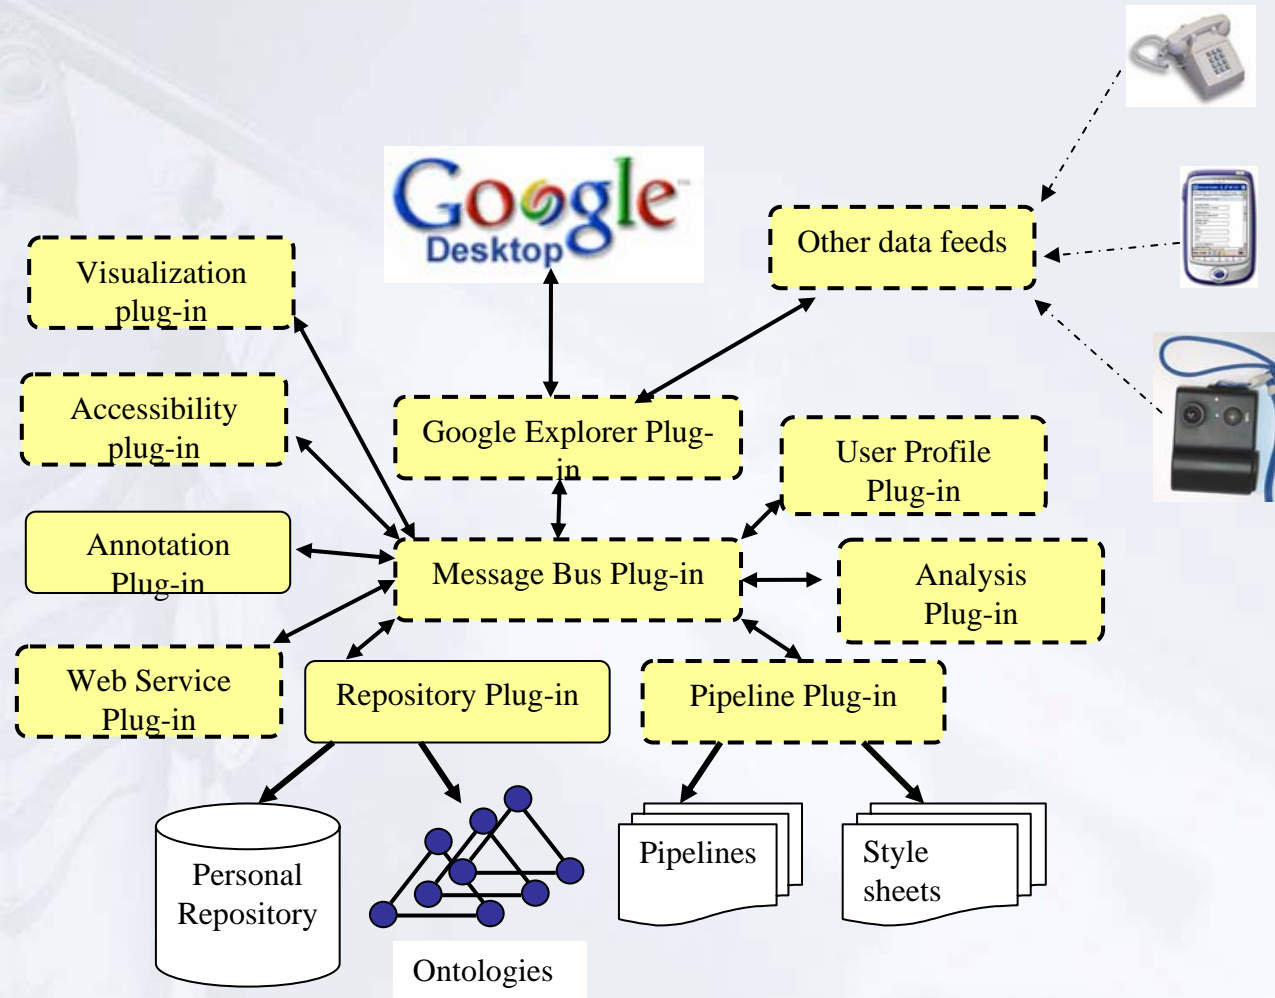 Google™
Desktop
Other data feeds
Visualization
plug-in
Accessibility
plug-in
Google Explorer Plug-
in
User Profile
Plug-in
Annotation
Plug-in
Message Bus Plug-in
Analysis
Plug-in
Web Service
Plug-in
Repository Plug-in
Pipeline Plug-in
Personal
Repository
Ontologies
Pipelines
Style
sheets